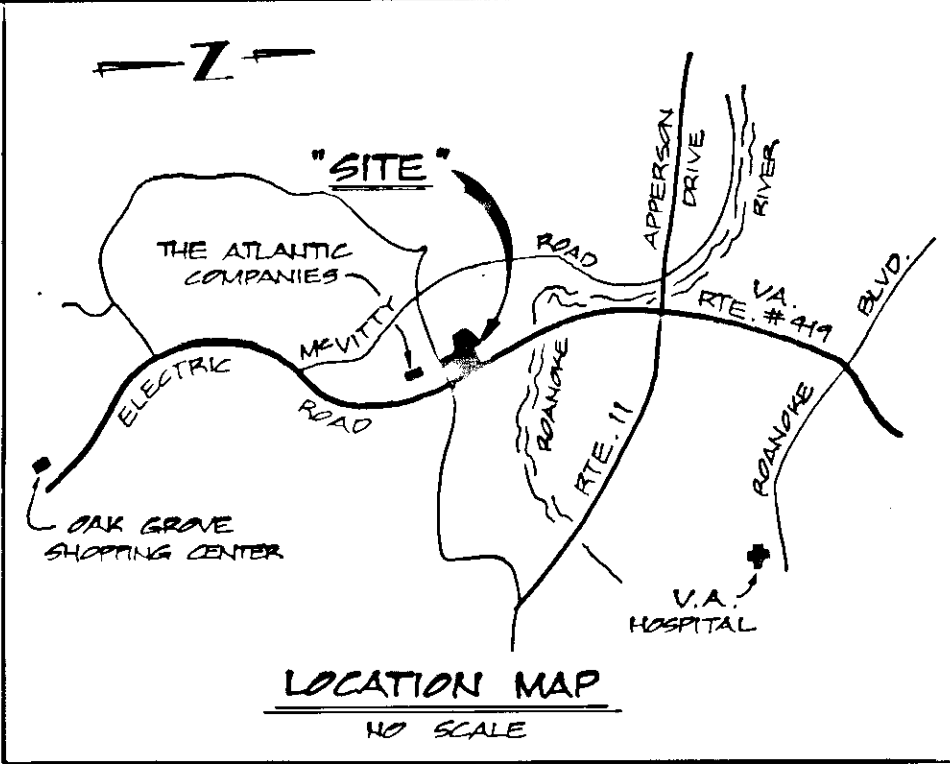 Z
"SITE"
APPERSON
DRIVE
RIVER
THE ATLANTIC
COMPANIES
ROAD
VA.
RTE. #419
BLVD.
McVITTY
ELECTRIC
ROAD
ROANOKE
RTE. 11
ROANOKE
OAK GROVE
SHOPPING CENTER
V.A.
HOSPITAL
LOCATION MAP
NO SCALE